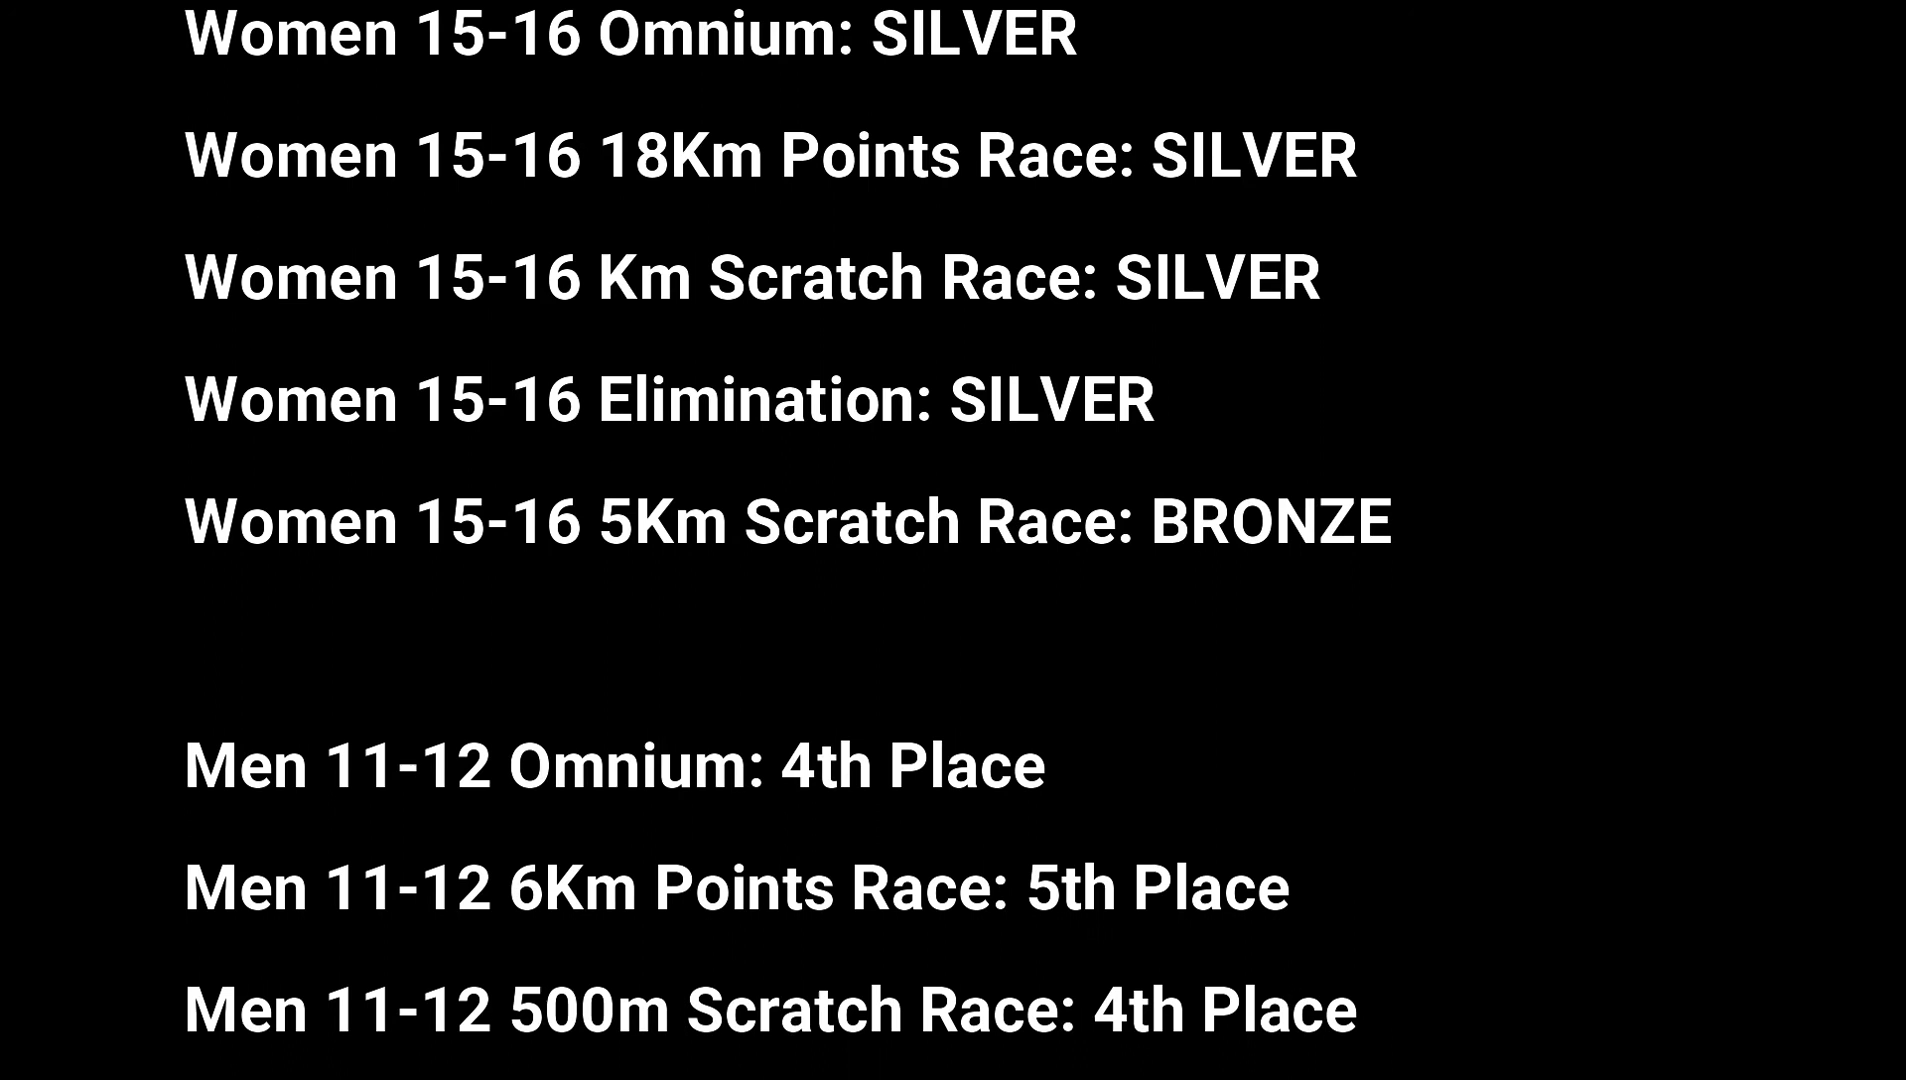 Women 15-16 Omnium: SILVER
Women 15-16 18Km Points Race: SILVER
Women 15-16 Km Scratch Race: SILVER
Women 15-16 Elimination: SILVER
Women 15-16 5Km Scratch Race: BRONZE
Men 11-12 Omnium: 4th Place
Men 11-12 6Km Points Race: 5th Place
Men 11-12 500m Scratch Race: 4th Place